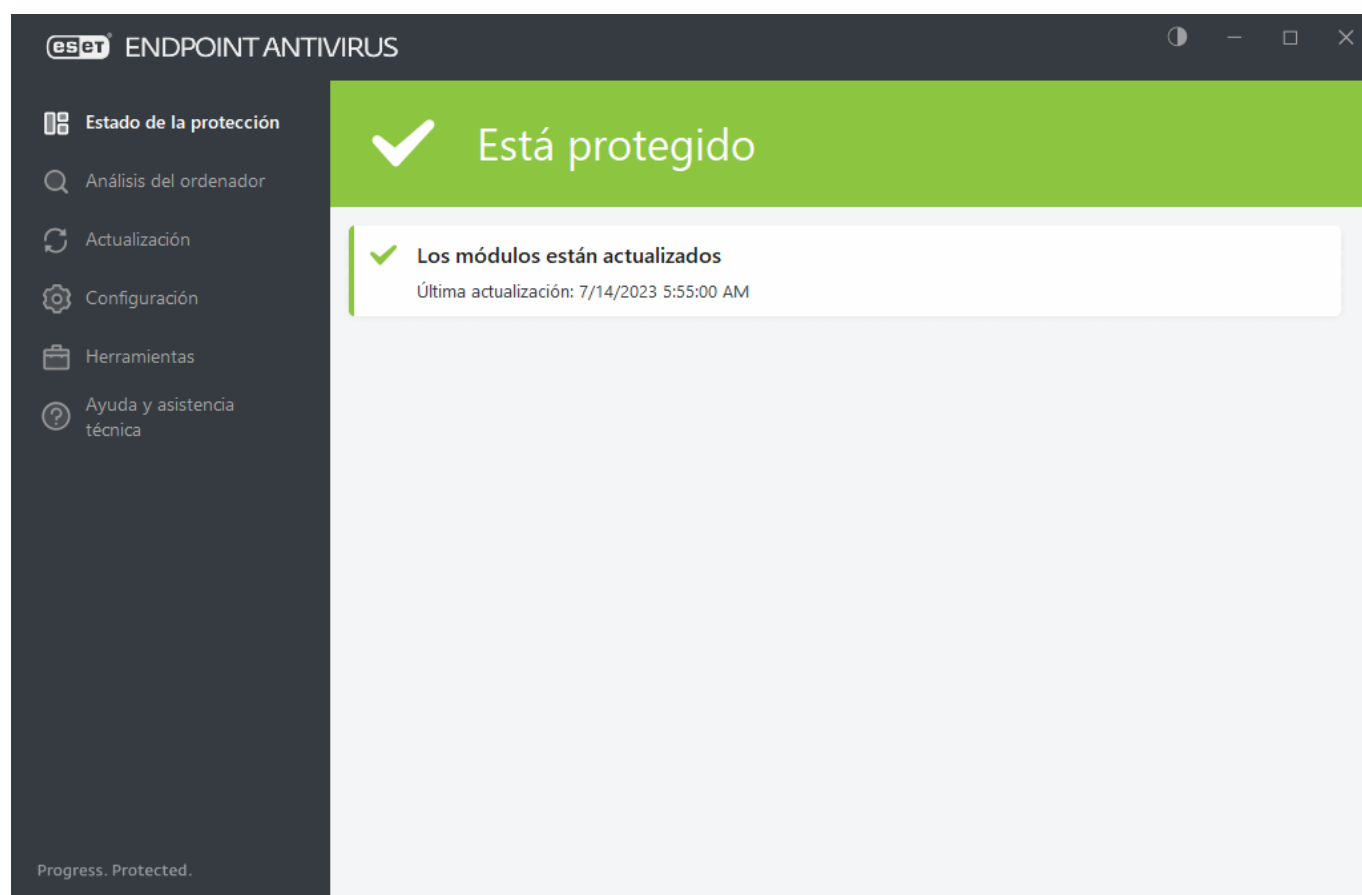 eset ENDPOINT ANTIVIRUS
Estado de la protección
Análisis del ordenador
Actualización
Configuración
Herramientas
Ayuda y asistencia
técnica
Está protegido
Los módulos están actualizados
Última actualización: 7/14/2023 5:55:00 AM
Progress. Protected.